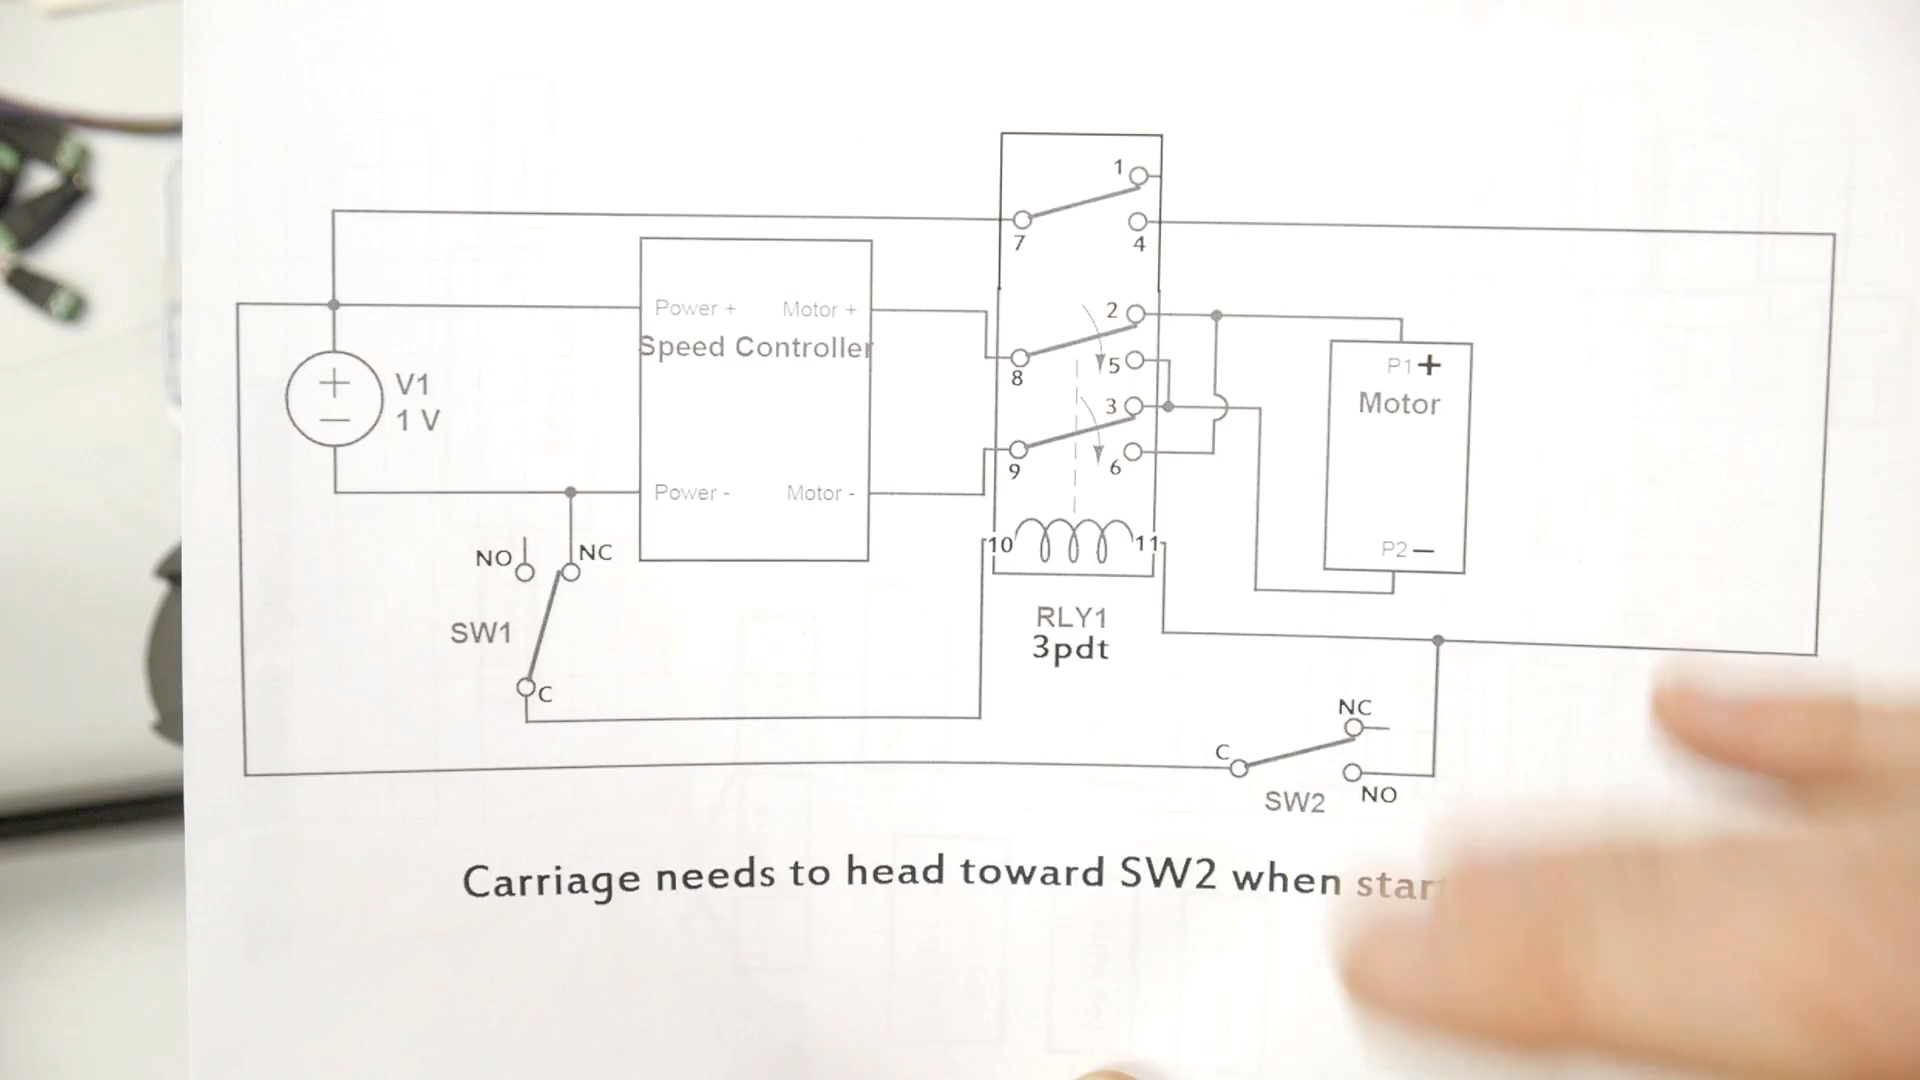 1
7
4
Power +
Motor +
Speed Controller
2
8
5
3
9
6
V1
1 V
P1 +
Motor
P2 —
Power -
Motor -
NO
NC
SW1
C
10
11
RLY1
3pdt
NC
C
SW2
NO
Carriage needs to head toward SW2 when